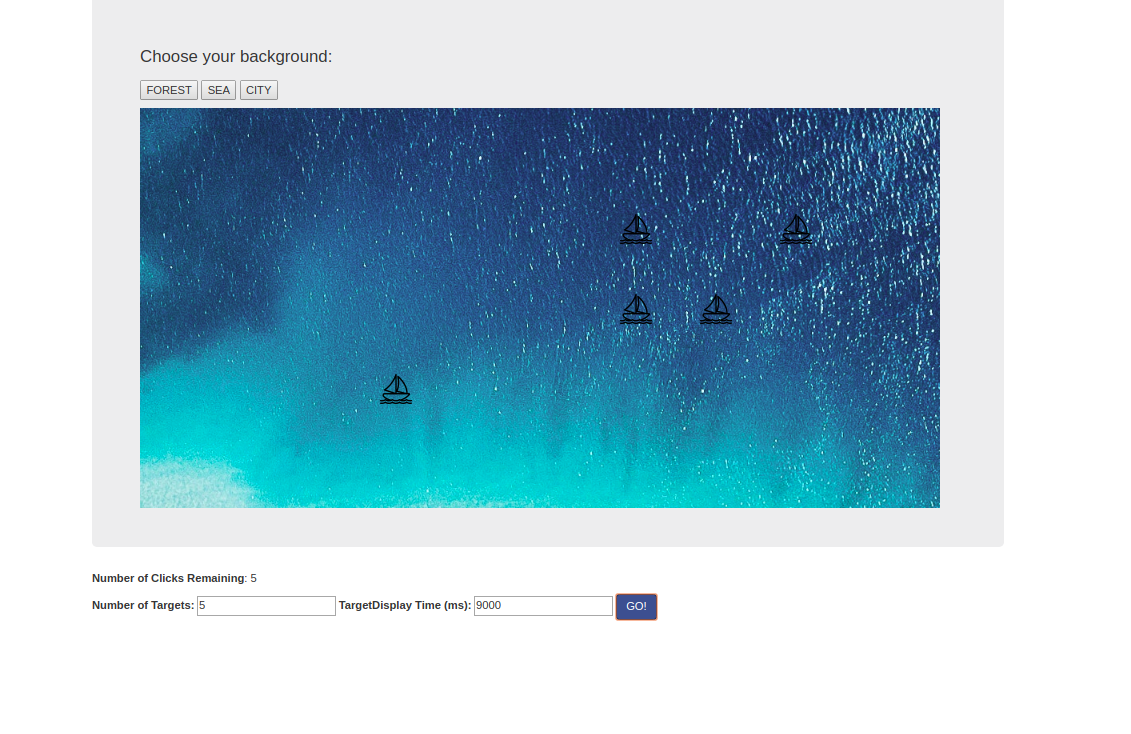 Choose your background:
FOREST SEA CITY
Number of Clicks Remaining: 5
Number of Targets: 5 TargetDisplay Time (ms): 9000 GO!